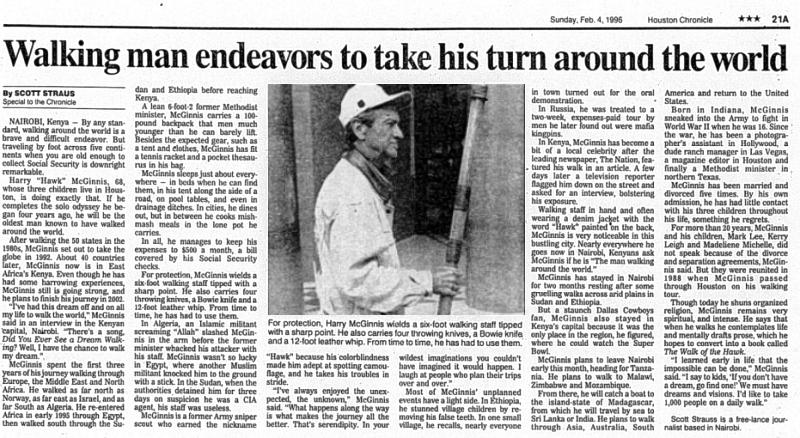 Sunday, Feb. 4, 1996 Houston Chronicle ★★★ 21A
Walking man endeavors to take his turn around the world
By SCOTT STRAUS
Special to the Chronicle
NAIROBI, Kenya — By any stan-
dard, walking around the world is a
brave and difficult endeavor. But
traveling by foot across five conti-
nents when you are old enough to
collect Social Security is downright
remarkable.
Harry "Hawk" McGinnis, 68,
whose three children live in Hous-
ton, is doing exactly that. If he
completes the solo odyssey he be-
gan four years ago, he will be the
oldest man known to have walked
around the world.
After walking the 50 states in the
1980s, McGinnis set out to take the
globe in 1992. About 40 countries
later, McGinnis now is in East
Africa's Kenya. Even though he has
had some harrowing experiences,
McGinnis still is going strong, and
he plans to finish his journey in 2002.
"I've had this dream off and on all
my life to walk the world," McGinnis
said in an interview in the Kenyan
capital, Nairobi. "There's a song,
Did You Ever See a Dream Walk-
ing? Well, I have the chance to walk
my dream.".
McGinnis spent the first three
years of his journey walking through
Europe, the Middle East and North
Africa. He walked as far north as
Norway, as far east as Israel, and as
far South as Algeria. He re-entered
Africa in early 1995 through Egypt,
then walked south through the Su-
dan and Ethiopia before reaching
Kenya.
A lean 6-foot-2 former Methodist
minister, McGinnis carries a 100-
pound backpack that men much
younger than he can barely lift.
Besides the expected gear, such as
a tent and clothes, McGinnis has fit
a tennis racket and a pocket thesau-
rus in his bag.
McGinnis sleeps just about every-
where — in beds when he can find
them, in his tent along the side of a
road, on pool tables, and even in
drainage ditches. In cities, he dines
out, but in between he cooks mish-
mash meals in the lone pot he
carries.
In all, he manages to keep his
expenses to $500 a month, a bill
covered by his Social Security
checks.
For protection, McGinnis wields a
six-foot walking staff tipped with a
sharp point. He also carries four
throwing knives, a Bowie knife and a
12-foot leather whip. From time to
time, he has had to use them.
In Algeria, an Islamic militant
screaming "Allah" slashed McGin-
nis in the arm before the former
minister whacked his attacker with
his staff. McGinnis wasn't so lucky
in Egypt, where another Muslim
militant knocked him to the ground
with a stick. In the Sudan, when the
authorities detained him for three
days on suspicion he was a CIA
agent, his staff was useless.
McGinnis is a former Army sniper
scout who earned the nickname
For protection, Harry McGinnis wields a six-foot walking staff tipped
with a sharp point. He also carries four throwing knives, a Bowie knife
and a 12-foot leather whip. From time to time, he has had to use them.
"Hawk" because his colorblindness
made him adept at spotting camou-
flage, and he takes his troubles in
stride.
"I've always enjoyed the unex-
pected, the unknown," McGinnis
said. "What happens along the way
is what makes the journey all the
better. That's serendipity. In your
wildest imaginations you couldn't
have imagined it would happen. I
laugh at people who plan their trips
over and over."
Most of McGinnis' unplanned
events have a light side. In Ethiopia,
he stunned village children by re-
moving his false teeth. In one small
village, he recalls, nearly everyone
in town turned out for the oral
demonstration.
In Russia, he was treated to a
two-week, expenses-paid tour by
men he later found out were mafia
kingpins.
In Kenya, McGinnis has become a
bit of a local celebrity after the
leading newspaper, The Nation, fea-
tured his walk in an article. A few
days later a television reporter
flagged him down on the street and
asked for an interview, bolstering
his exposure.
Walking staff in hand and often
wearing a denim jacket with the
word "Hawk" painted on the back,
McGinnis is very noticeable in this
bustling city. Nearly everywhere he
goes now in Nairobi, Kenyans ask
McGinnis if he is "The man walking
around the world."
McGinnis has stayed in Nairobi
for two months resting after some
gruelling walks across arid plains in
Sudan and Ethiopia.
But a staunch Dallas Cowboys
fan, McGinnis also stayed in
Kenya's capital because it was the
only place in the region, he figured,
where he could watch the Super
Bowl.
McGinnis plans to leave Nairobi
early this month, heading for Tanza-
nia. He plans to walk to Malawi,
Zimbabwe and Mozambique.
From there, he will catch a boat to
the island-state of Madagascar,
from which he will travel by sea to
Sri Lanka or India. He plans to walk
through Asia, Australia, South
America and return to the United
States.
Born in Indiana, McGinnis
sneaked into the Army to fight in
World War II when he was 16. Since
the war, he has been a photogra-
pher's assistant in Hollywood, a
dude ranch manager in Las Vegas,
a magazine editor in Houston and
finally a Methodist minister in
northern Texas.
McGinnis has been married and
divorced five times. By his own
admission, he has had little contact
with his three children throughout
his life, something he regrets.
For more than 20 years, McGinnis
and his children, Mark Lee, Kerry
Leigh and Madeliene Michelle, did
not speak because of the divorce
and separation agreements, McGin-
nis said. But they were reunited in
1988 when McGinnis passed
through Houston on his walking
tour.
Though today he shuns organized
religion, McGinnis remains very
spiritual, and intense. He says that
when he walks he contemplates life
and mentally drafts prose, which he
hopes to convert into a book called
The Walk of the Hawk.
"I learned early in life that the
impossible can be done," McGinnis
said. "I say to kids, 'If you don't have
a dream, go find one!' We must have
dreams and visions. I'd like to take
1,000 people on a daily walk."
Scott Straus is a free-lance jour-
nalist based in Nairobi.